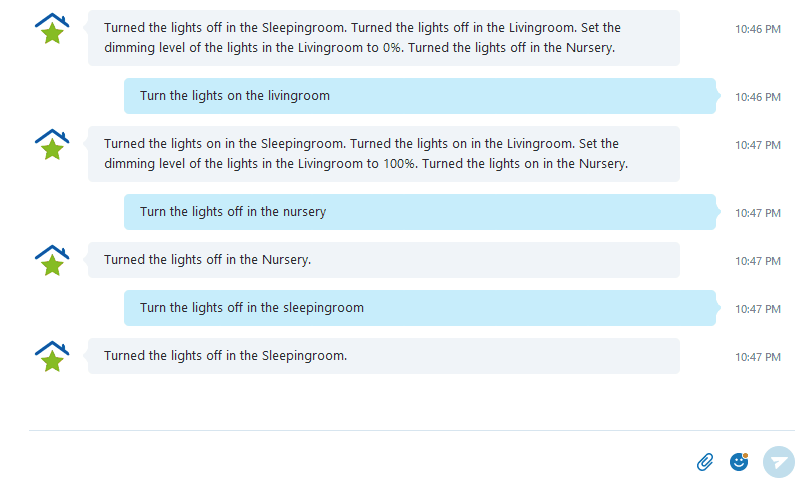 Turned the lights off in the Sleepingroom. Turned the lights off in the Livingroom. Set the
10:46 PM
dimming level of the lights in the Livingroom to 0%. Turned the lights off in the Nursery.
Turn the lights on the livingroom
10:46 PM
Turned the lights on in the Sleepingroom. Turned the lights on in the Livingroom. Set the
10:47 PM
dimming level of the lights in the Livingroom to 100%. Turned the lights on in the Nursery.
Turn the lights off in the nursery
10:47 PM
Turned the lights off in the Nursery.
10:47 PM
Turn the lights off in the sleepingroom
10:47 PM
Turned the lights off in the Sleepingroom.
10:47 PM